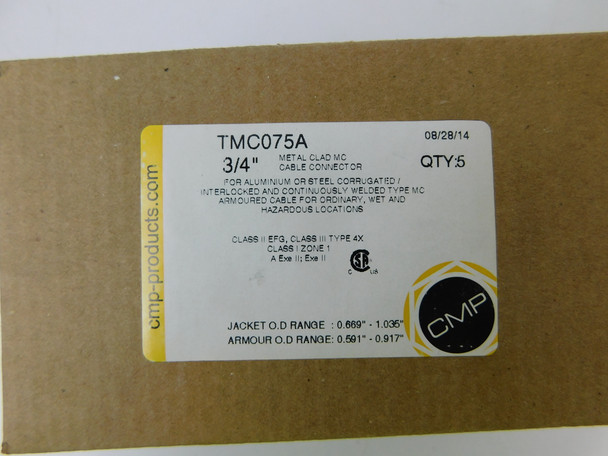 cmp-products.com
TMC075A
08/28/14
3/4"
METAL CLAD MC
CABLE CONNECTOR
QTY:5
FOR ALUMINIUM OR STEEL CORRUGATED /
INTERLOCKED AND CONTINUOUSLY WELDED TYPE MC
ARMOURED CABLE FOR ORDINARY, WET AND
HAZARDOUS LOCATIONS
CLASS II EFG, CLASS III TYPE 4X
CLASS I ZONE 1
A Exe II; Exe II
C
US
JACKET O.D RANGE : 0.669" - 1.035"
ARMOUR O.D RANGE: 0.591" - 0.917"
CMP